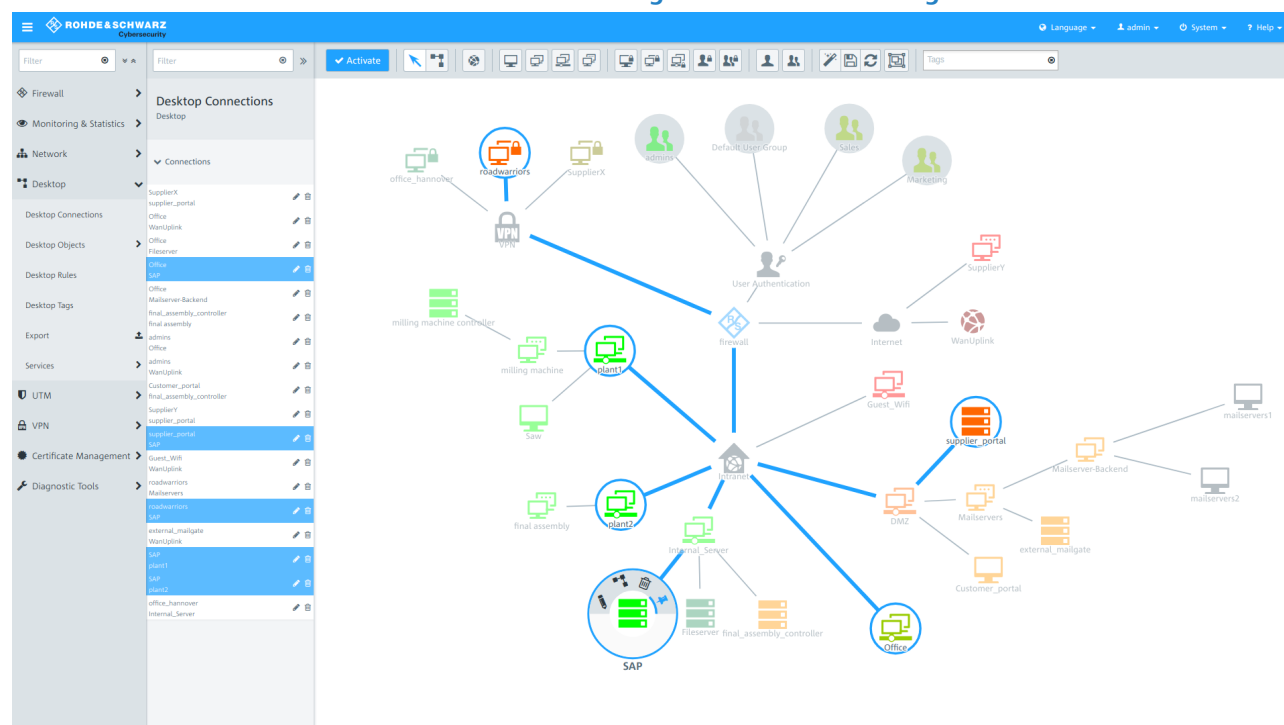 ROHDE & SCHWARZ
Cybersecurity
Language
admin
System
? Help
Filter
Filter
Activate
Tags
Firewall
Monitoring & Statistics
Network
Desktop
Desktop Connections
Desktop Objects
Desktop Rules
Desktop Tags
Export
Services
UTM
VPN
Certificate Management
Diagnostic Tools
Desktop Connections
Desktop
Connections
SupplierX
supplier_portal
Office
WanUplink
Office
Fileserver
Office
SAP
Office
Mailserver-Backend
final_assembly_controller
final assembly
admins
Office
admins
WanUplink
Customer_portal
final_assembly_controller
SupplierY
supplier_portal
supplier_portal
SAP
Guest_Wifi
WanUplink
roadwarriors
Mailservers
roadwarriors
SAP
external_mailgate
WanUplink
SAP
plant1
SAP
plant2
office_hannover
Internal_Server
office_hannover
roadwarriors
SupplierX
VPN
VPN
admins
Default User Group
Sales
Marketing
User Authentication
SupplierY
milling machine controller
R
S
firewall
Internet
WanUplink
milling machine
plant1
Guest_Wifi
Saw
supplier_portal
mailservers1
Intranet
Mailserver-Backend
mailservers2
final assembly
plant2
DMZ
Mailservers
Internal_Server
external_mailgate
Customer_portal
Fileserver
final_assembly_controller
Office
SAP